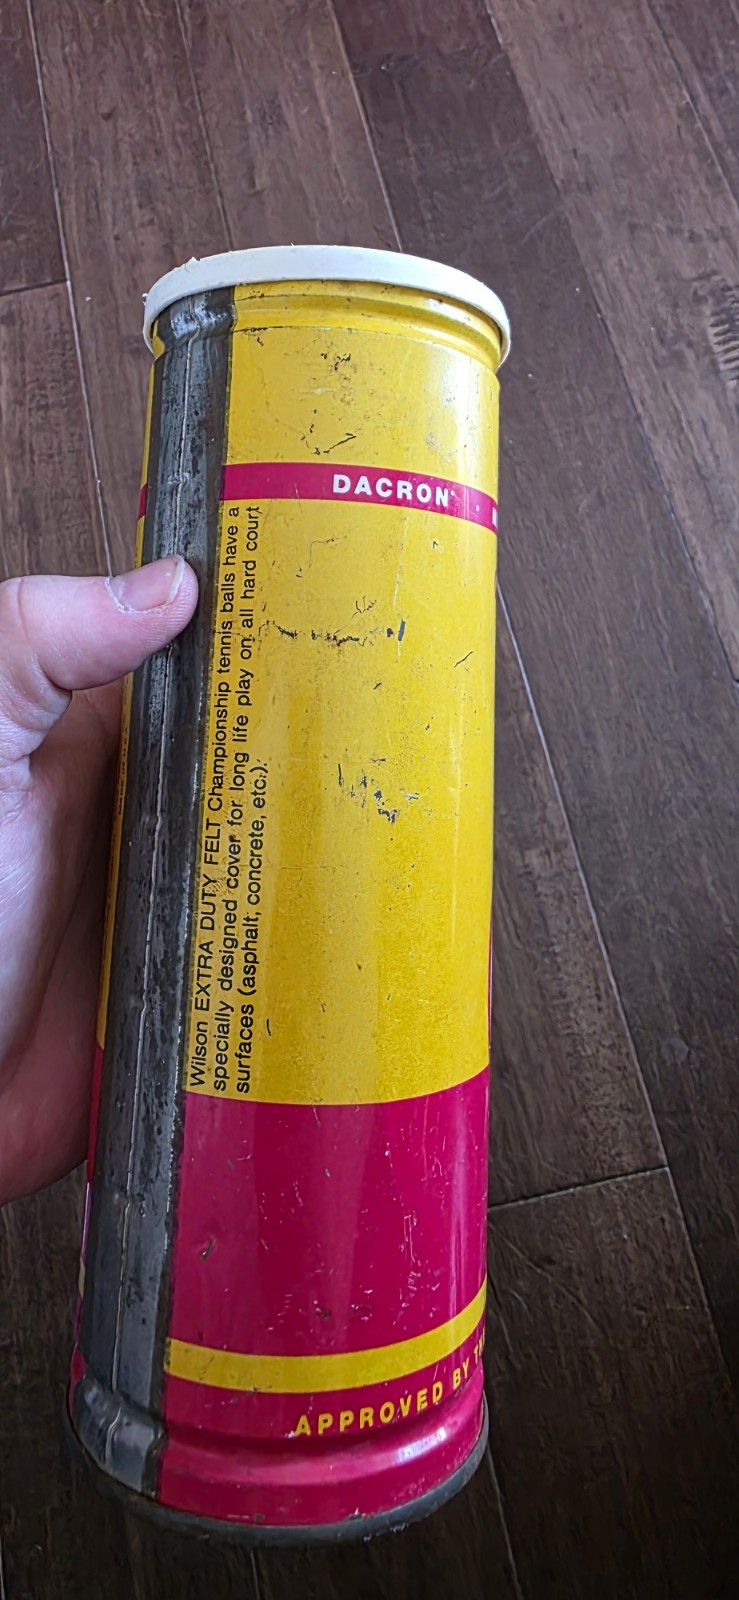 DACRON
Wilson EXTRA DUTY FELT Championship tennis balls have a
specially designed cover for long life play on all hard court
surfaces (asphalt, concrete, etc.).
APPROVED BY